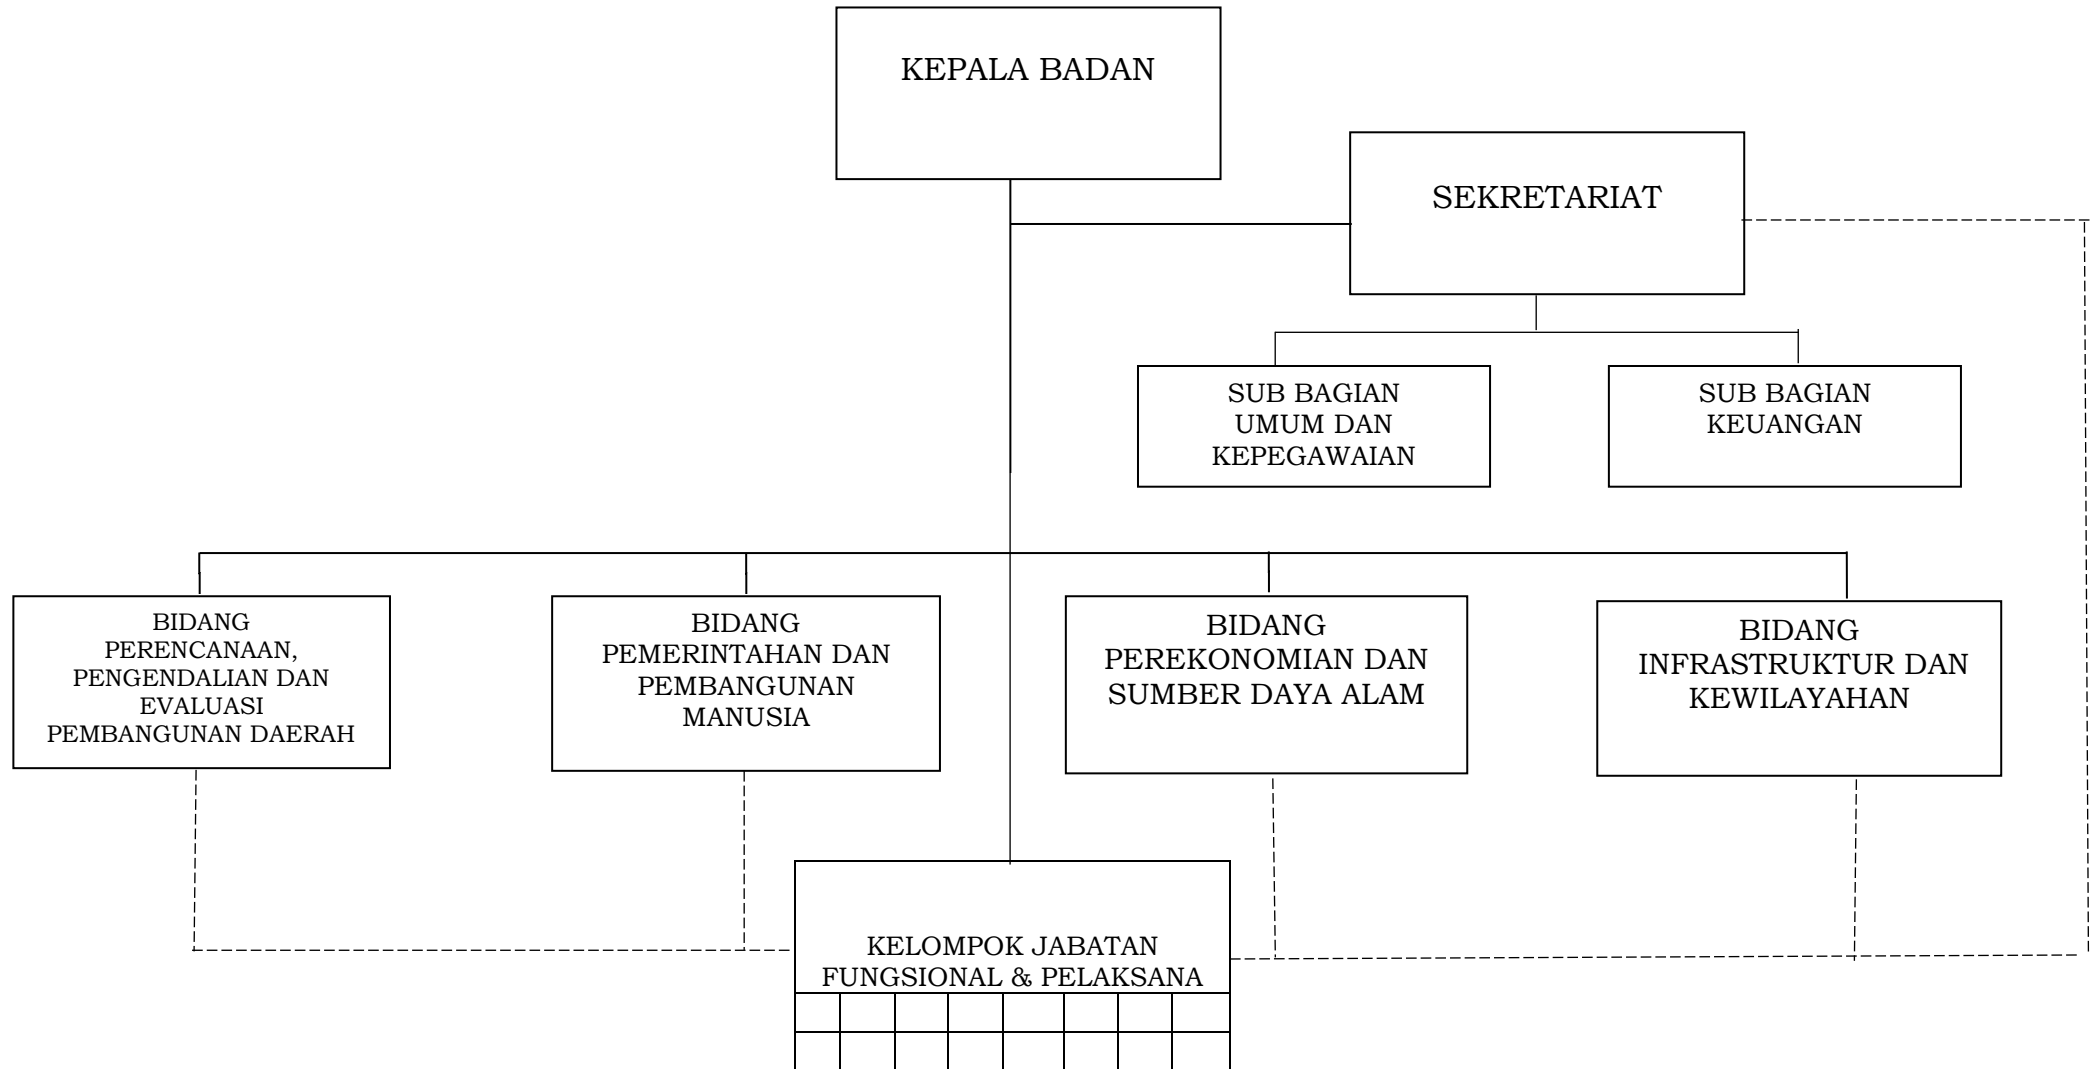 KEPALA BADAN
SEKRETARIAT
SUB BAGIAN
UMUM DAN
KEPEGAWAIAN
SUB BAGIAN
KEUANGAN
BIDANG
PERENCANAAN,
PENGENDALIAN DAN
EVALUASI
PEMBANGUNAN DAERAH
BIDANG
PEMERINTAHAN DAN
PEMBANGUNAN
MANUSIA
BIDANG
PEREKONOMIAN DAN
SUMBER DAYA ALAM
BIDANG
INFRASTRUKTUR DAN
KEWILAYAHAN
KELOMPOK JABATAN
FUNGSIONAL & PELAKSANA